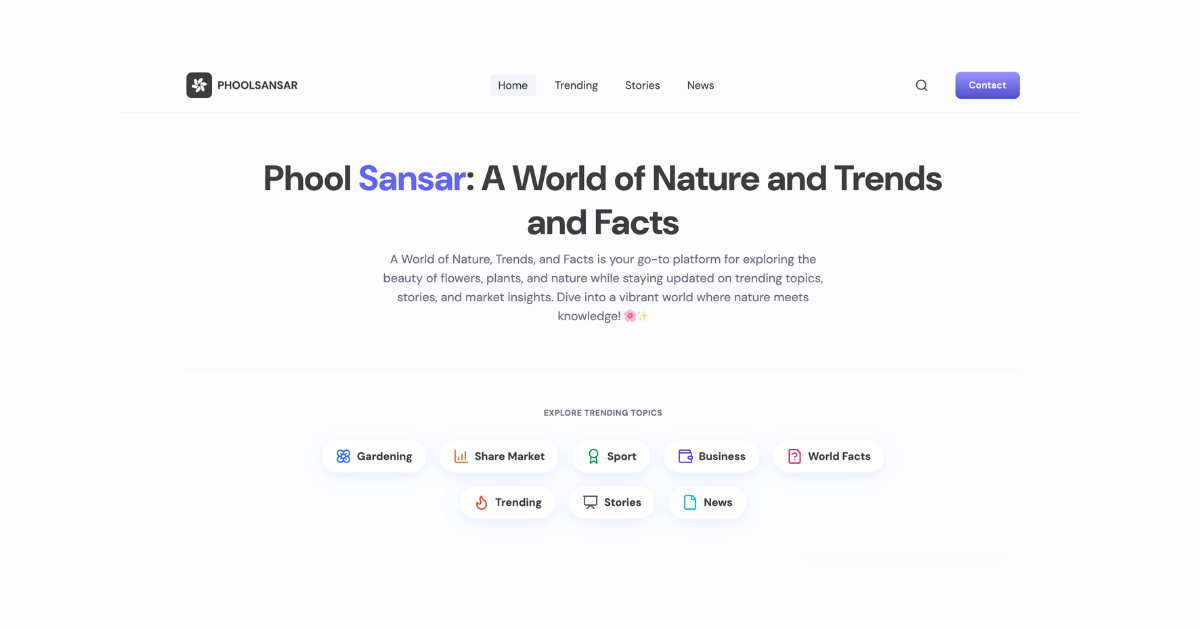 PHOOLSANSAR
Home
Trending
Stories
News
Contact
Phool Sansar: A World of Nature and Trends
and Facts
A World of Nature, Trends, and Facts is your go-to platform for exploring the
beauty of flowers, plants, and nature while staying updated on trending topics,
stories, and market insights. Dive into a vibrant world where nature meets
knowledge! 🌸✨
EXPLORE TRENDING TOPICS
Gardening
Share Market
Sport
Business
World Facts
Trending
Stories
News